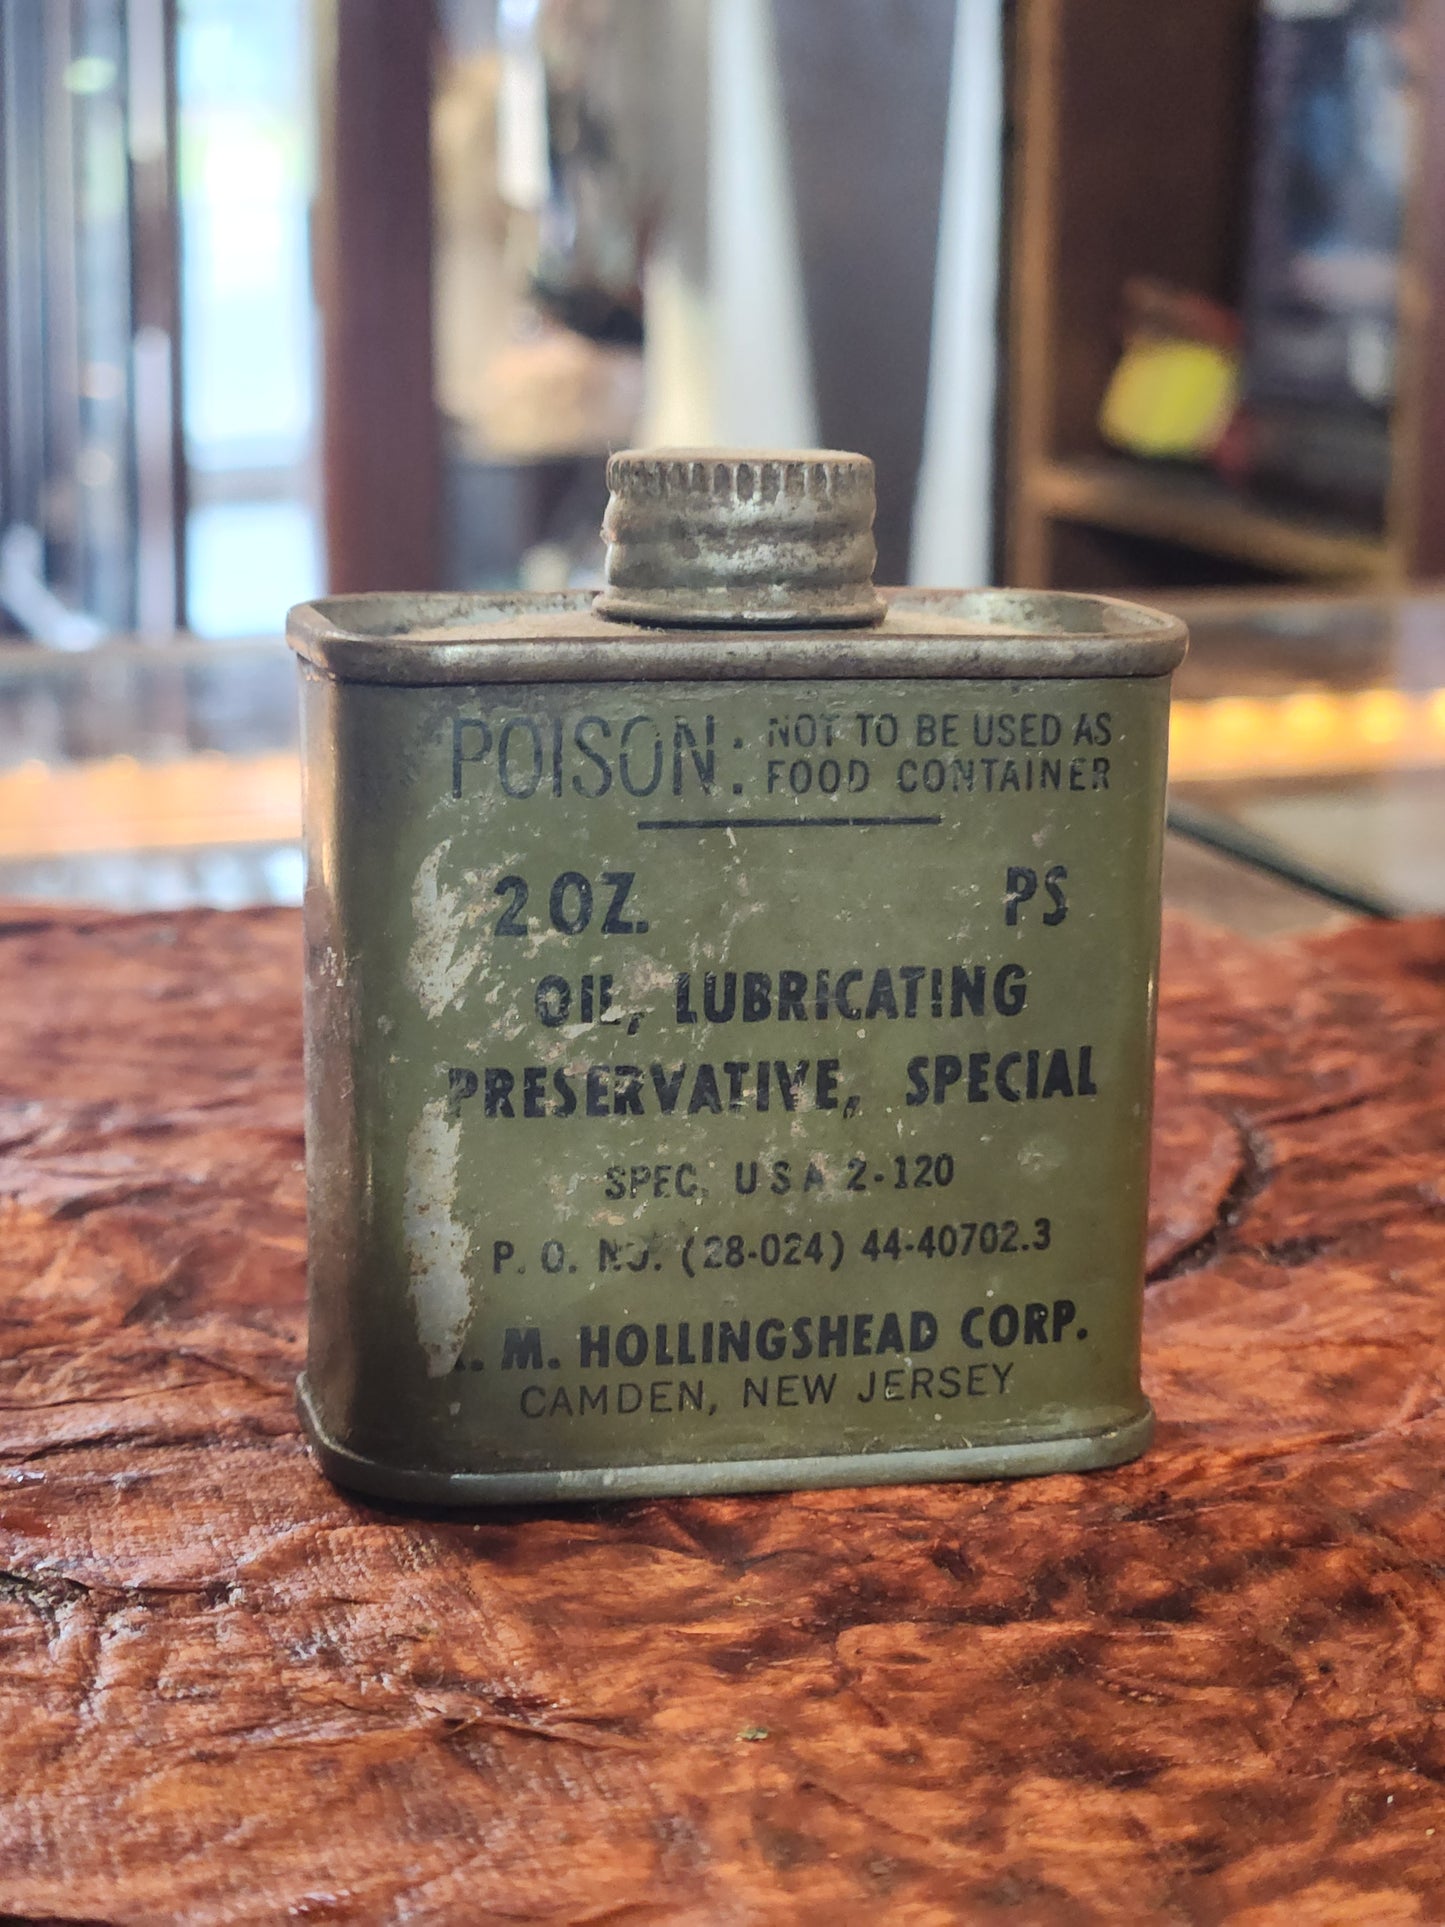 POISON: NOT TO BE USED AS
FOOD CONTAINER
2 OZ. PS
OIL, LUBRICATING
PRESERVATIVE, SPECIAL
SPEC. U S A 2-120
P. O. NO. (28-024) 44-40702.3
. M. HOLLINGSHEAD CORP.
CAMDEN, NEW JERSEY